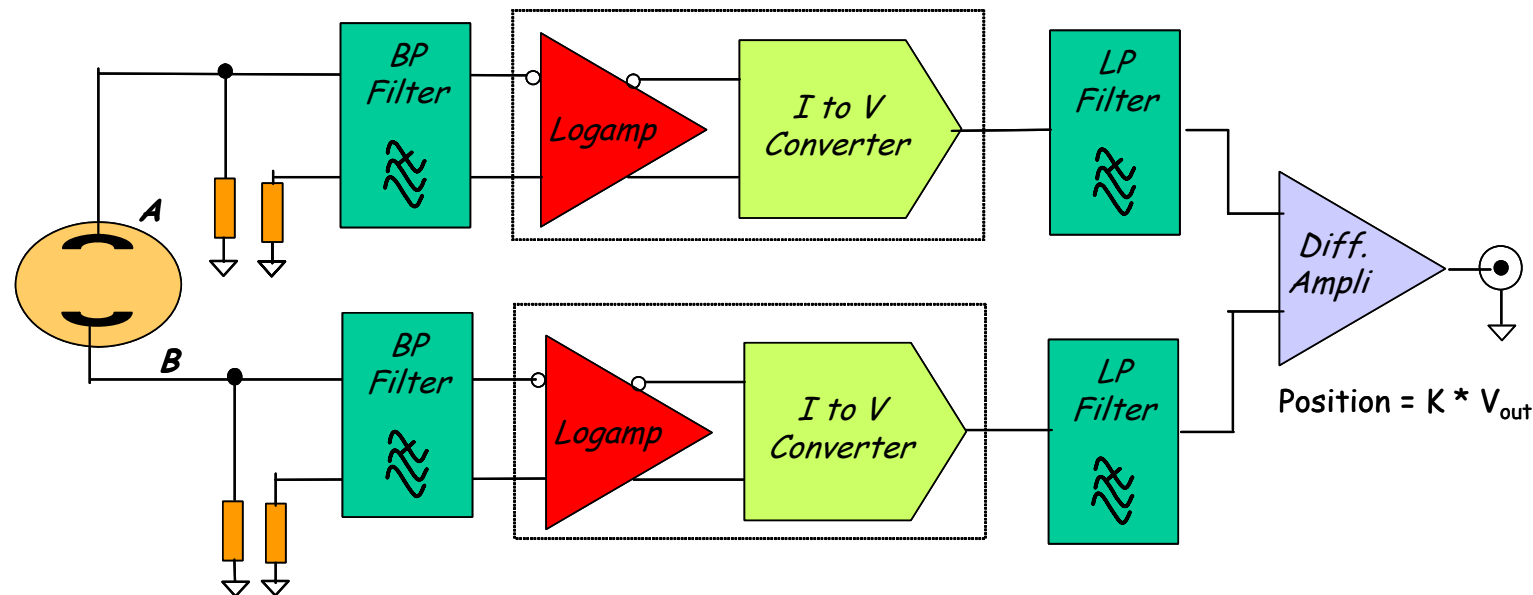 BP
Filter
Logamp
I to V
Converter
LP
Filter
A
Diff.
Ampli
B
BP
Filter
Logamp
I to V
Converter
LP
Filter
Position = K * Vout